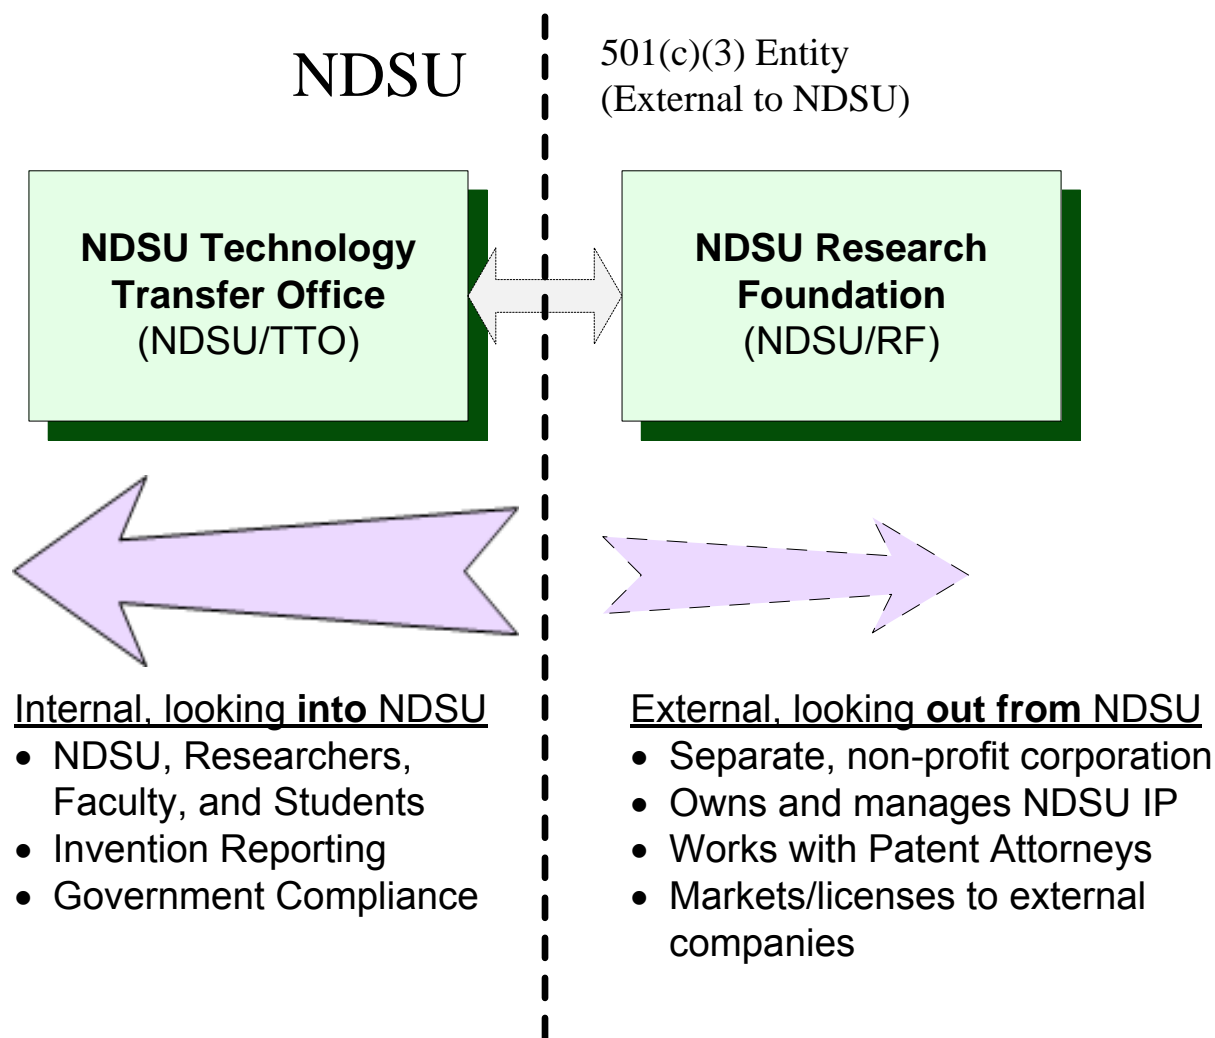 NDSU
501(c)(3) Entity
(External to NDSU)
NDSU Technology
Transfer Office
(NDSU/TTO)
NDSU Research
Foundation
(NDSU/RF)
Internal, looking into NDSU
• NDSU, Researchers,
Faculty, and Students
• Invention Reporting
• Government Compliance
External, looking out from NDSU
• Separate, non-profit corporation
• Owns and manages NDSU IP
• Works with Patent Attorneys
• Markets/licenses to external
companies